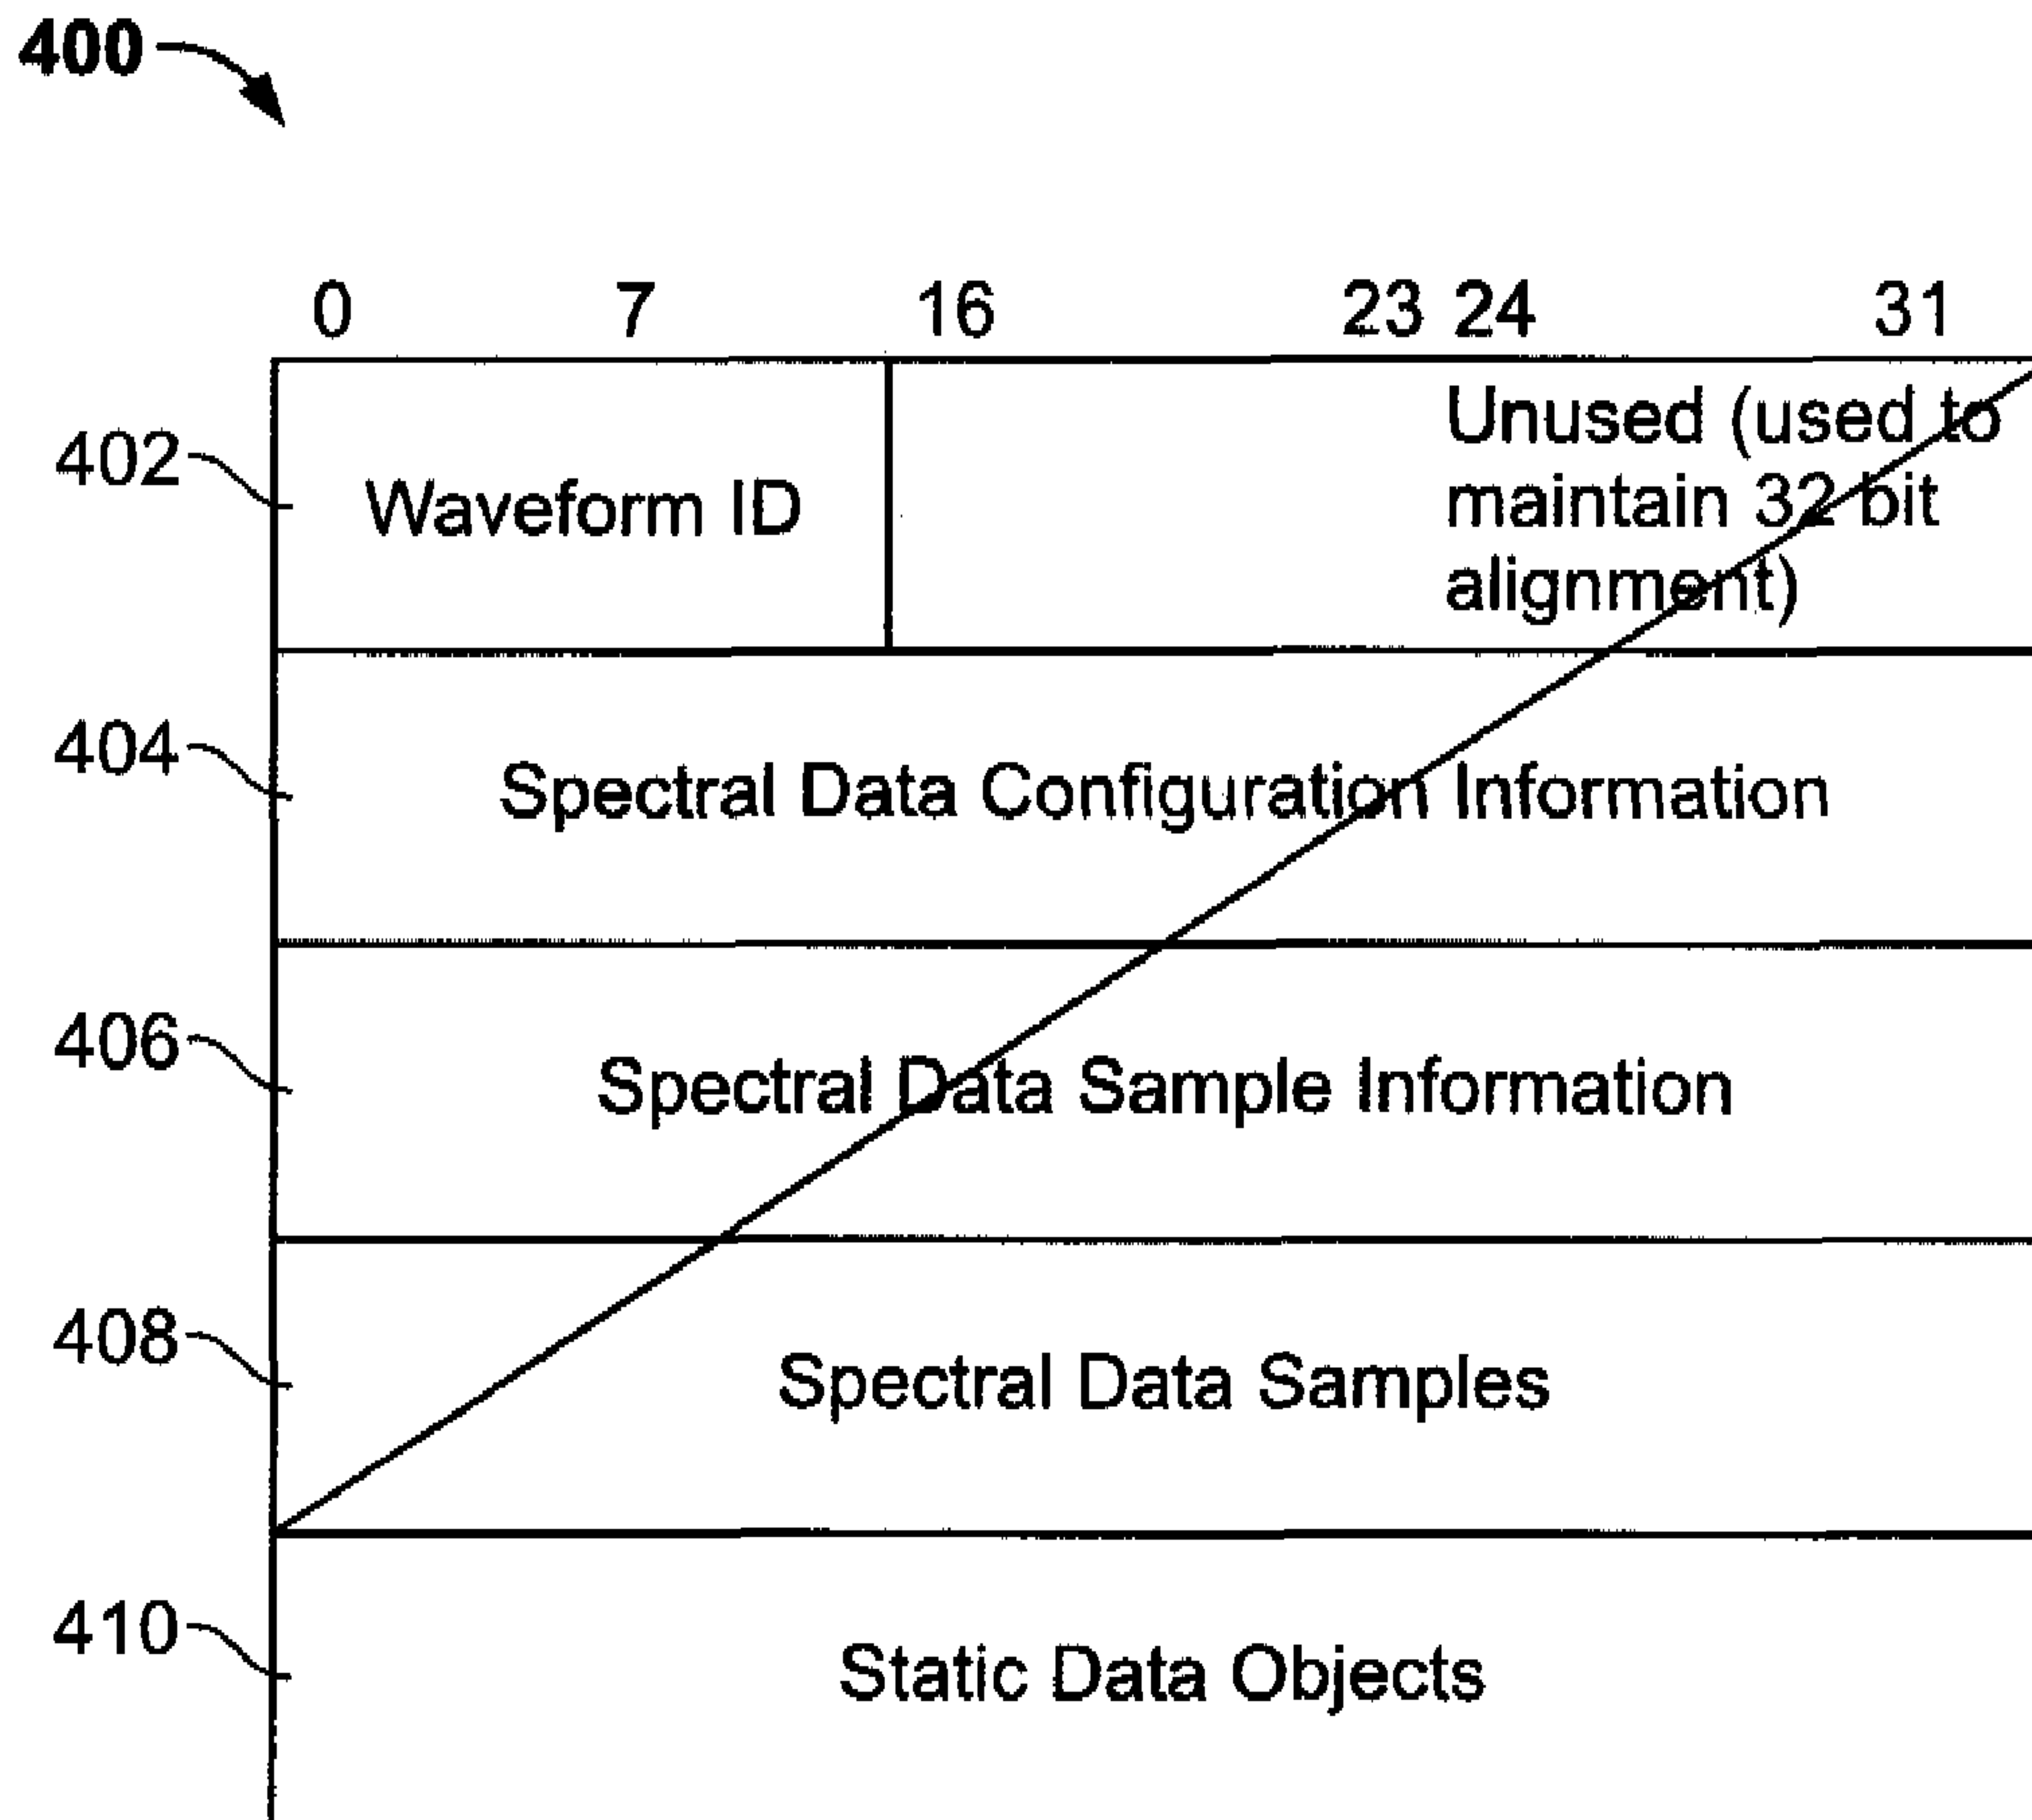 400
0 7 16 23 24 31
402 Waveform ID
Unused (used to
maintain 32 bit
alignment)
404 Spectral Data Configuration Information
406 Spectral Data Sample Information
408 Spectral Data Samples
410 Static Data Objects